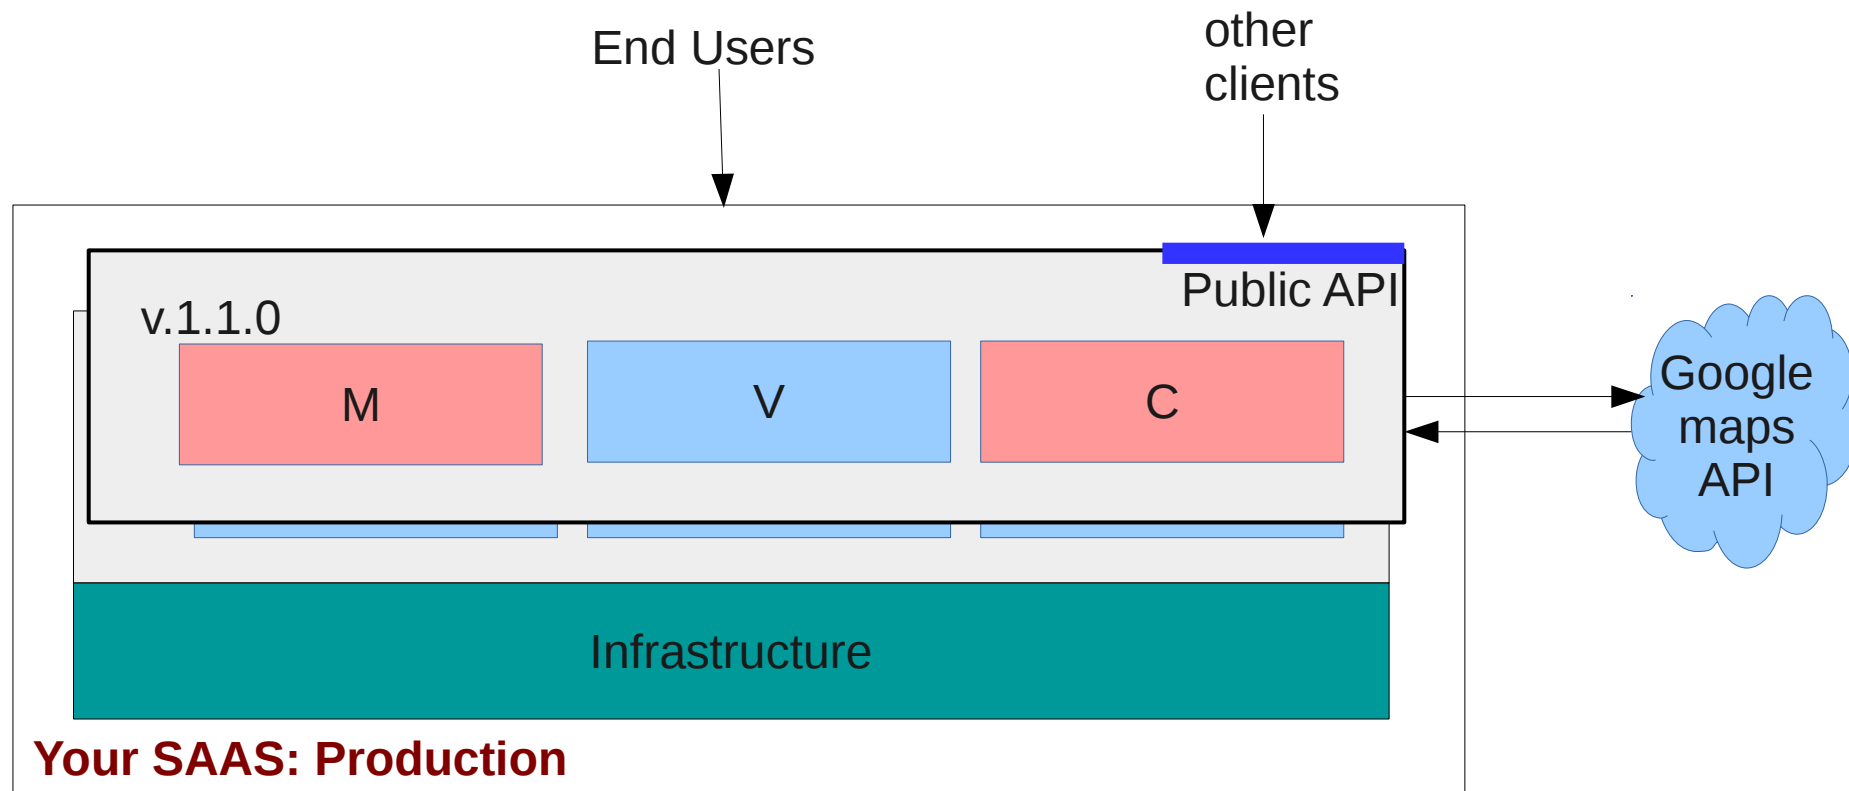 End Users
other
clients
Public API
v.1.1.0
M
V
C
Google
maps
API
Infrastructure
Your SAAS: Production